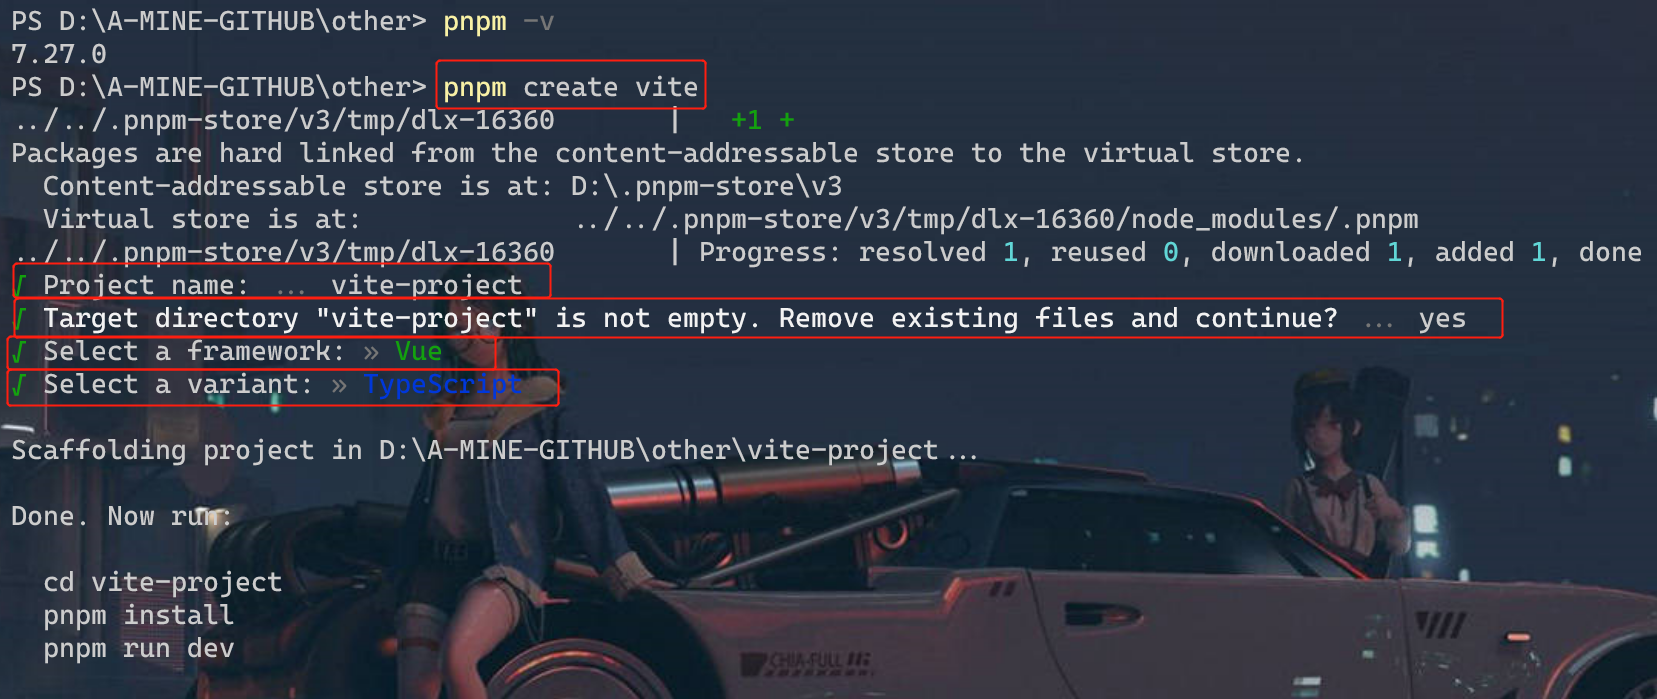 PS D:\A-MINE-GITHUB\other> pnpm -v
7.27.0
PS D:\A-MINE-GITHUB\other> pnpm create vite
../../.pnpm-store/v3/tmp/dlx-16360 | +1 +
Packages are hard linked from the content-addressable store to the virtual store.
Content-addressable store is at: D:\.pnpm-store\v3
Virtual store is at: ../../.pnpm-store/v3/tmp/dlx-16360/node_modules/.pnpm
../../.pnpm-store/v3/tmp/dlx-16360 | Progress: resolved 1, reused 0, downloaded 1, added 1, done
√ Project name: ... vite-project
√ Target directory "vite-project" is not empty. Remove existing files and continue? ... yes
√ Select a framework: » Vue
√ Select a variant: » TypeScript
Scaffolding project in D:\A-MINE-GITHUB\other\vite-project...
Done. Now run:
cd vite-project
pnpm install
pnpm run dev
CHIA-FULL